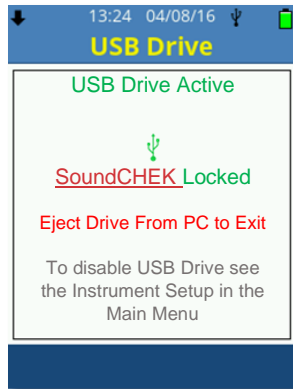 13:24 04/08/16
USB Drive
USB Drive Active
SoundCHEK Locked
Eject Drive From PC to Exit
To disable USB Drive see
the Instrument Setup in the
Main Menu